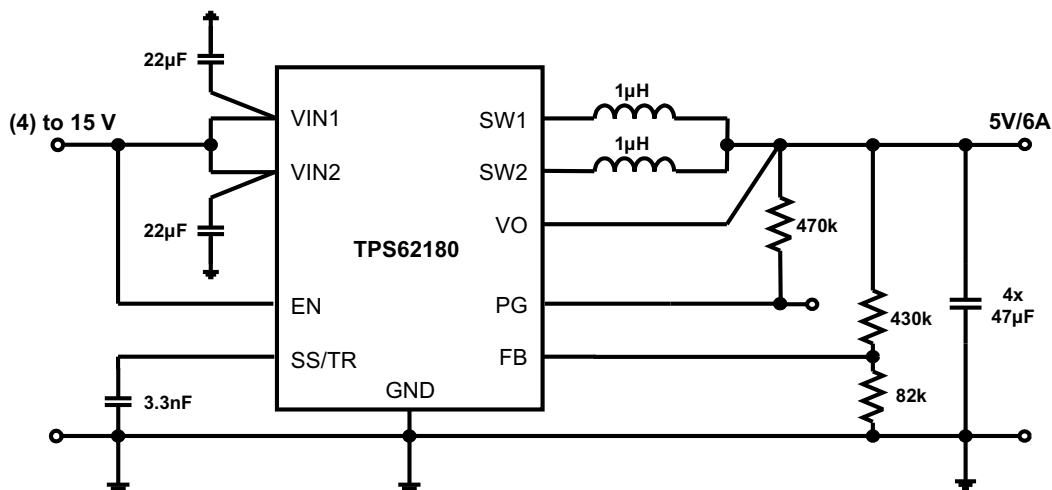 22µF
(4) to 15 V
22µF
VIN1
VIN2
EN
SS/TR
3.3nF
TPS62180
GND
SW1
SW2
VO
PG
FB
1µH
1µH
470k
430k
82k
5V/6A
4x
47µF